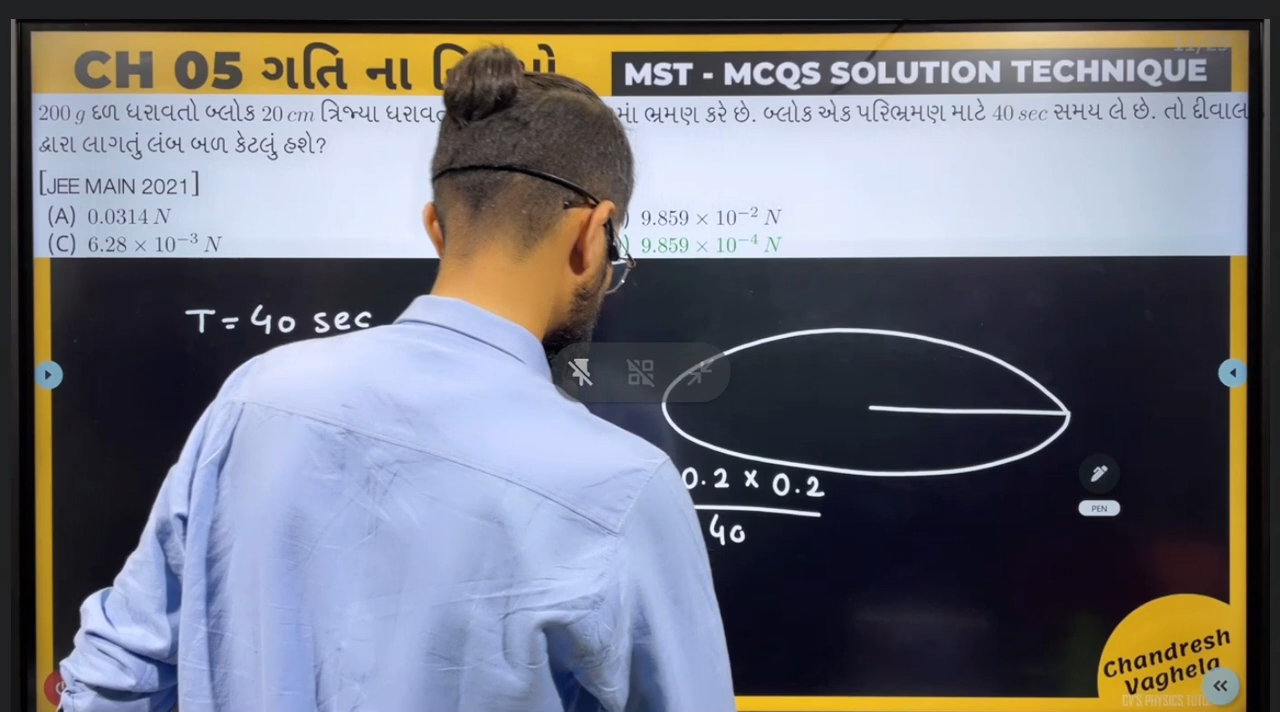 CH 05 ગતિ ના
MST - MCQS SOLUTION TECHNIQUE
200 g દળ ધરાવતો બ્લોક 20 cm ત્રિજ્યા ભ્રમણ કરે છે. બ્લોક એક પરિભ્રમણ માટે 40 sec સમય લે છે. તો દીવાલ
દ્વારા લાગતું લંબ બળ કેટલું હશે?
[JEE MAIN 2021]
(A) 0.0314 N
9.859 × 10⁻² N
(C) 6.28 × 10⁻³ N
9.859 × 10⁻⁴ N
T = 40 sec
0.2 × 0.2
40
PEN
Chandresh
Vaghela